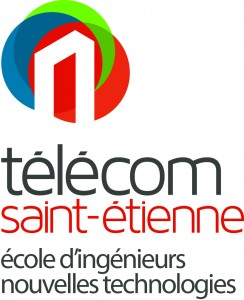 télécom
saint-étienne
école d'ingénieurs
nouvelles technologies